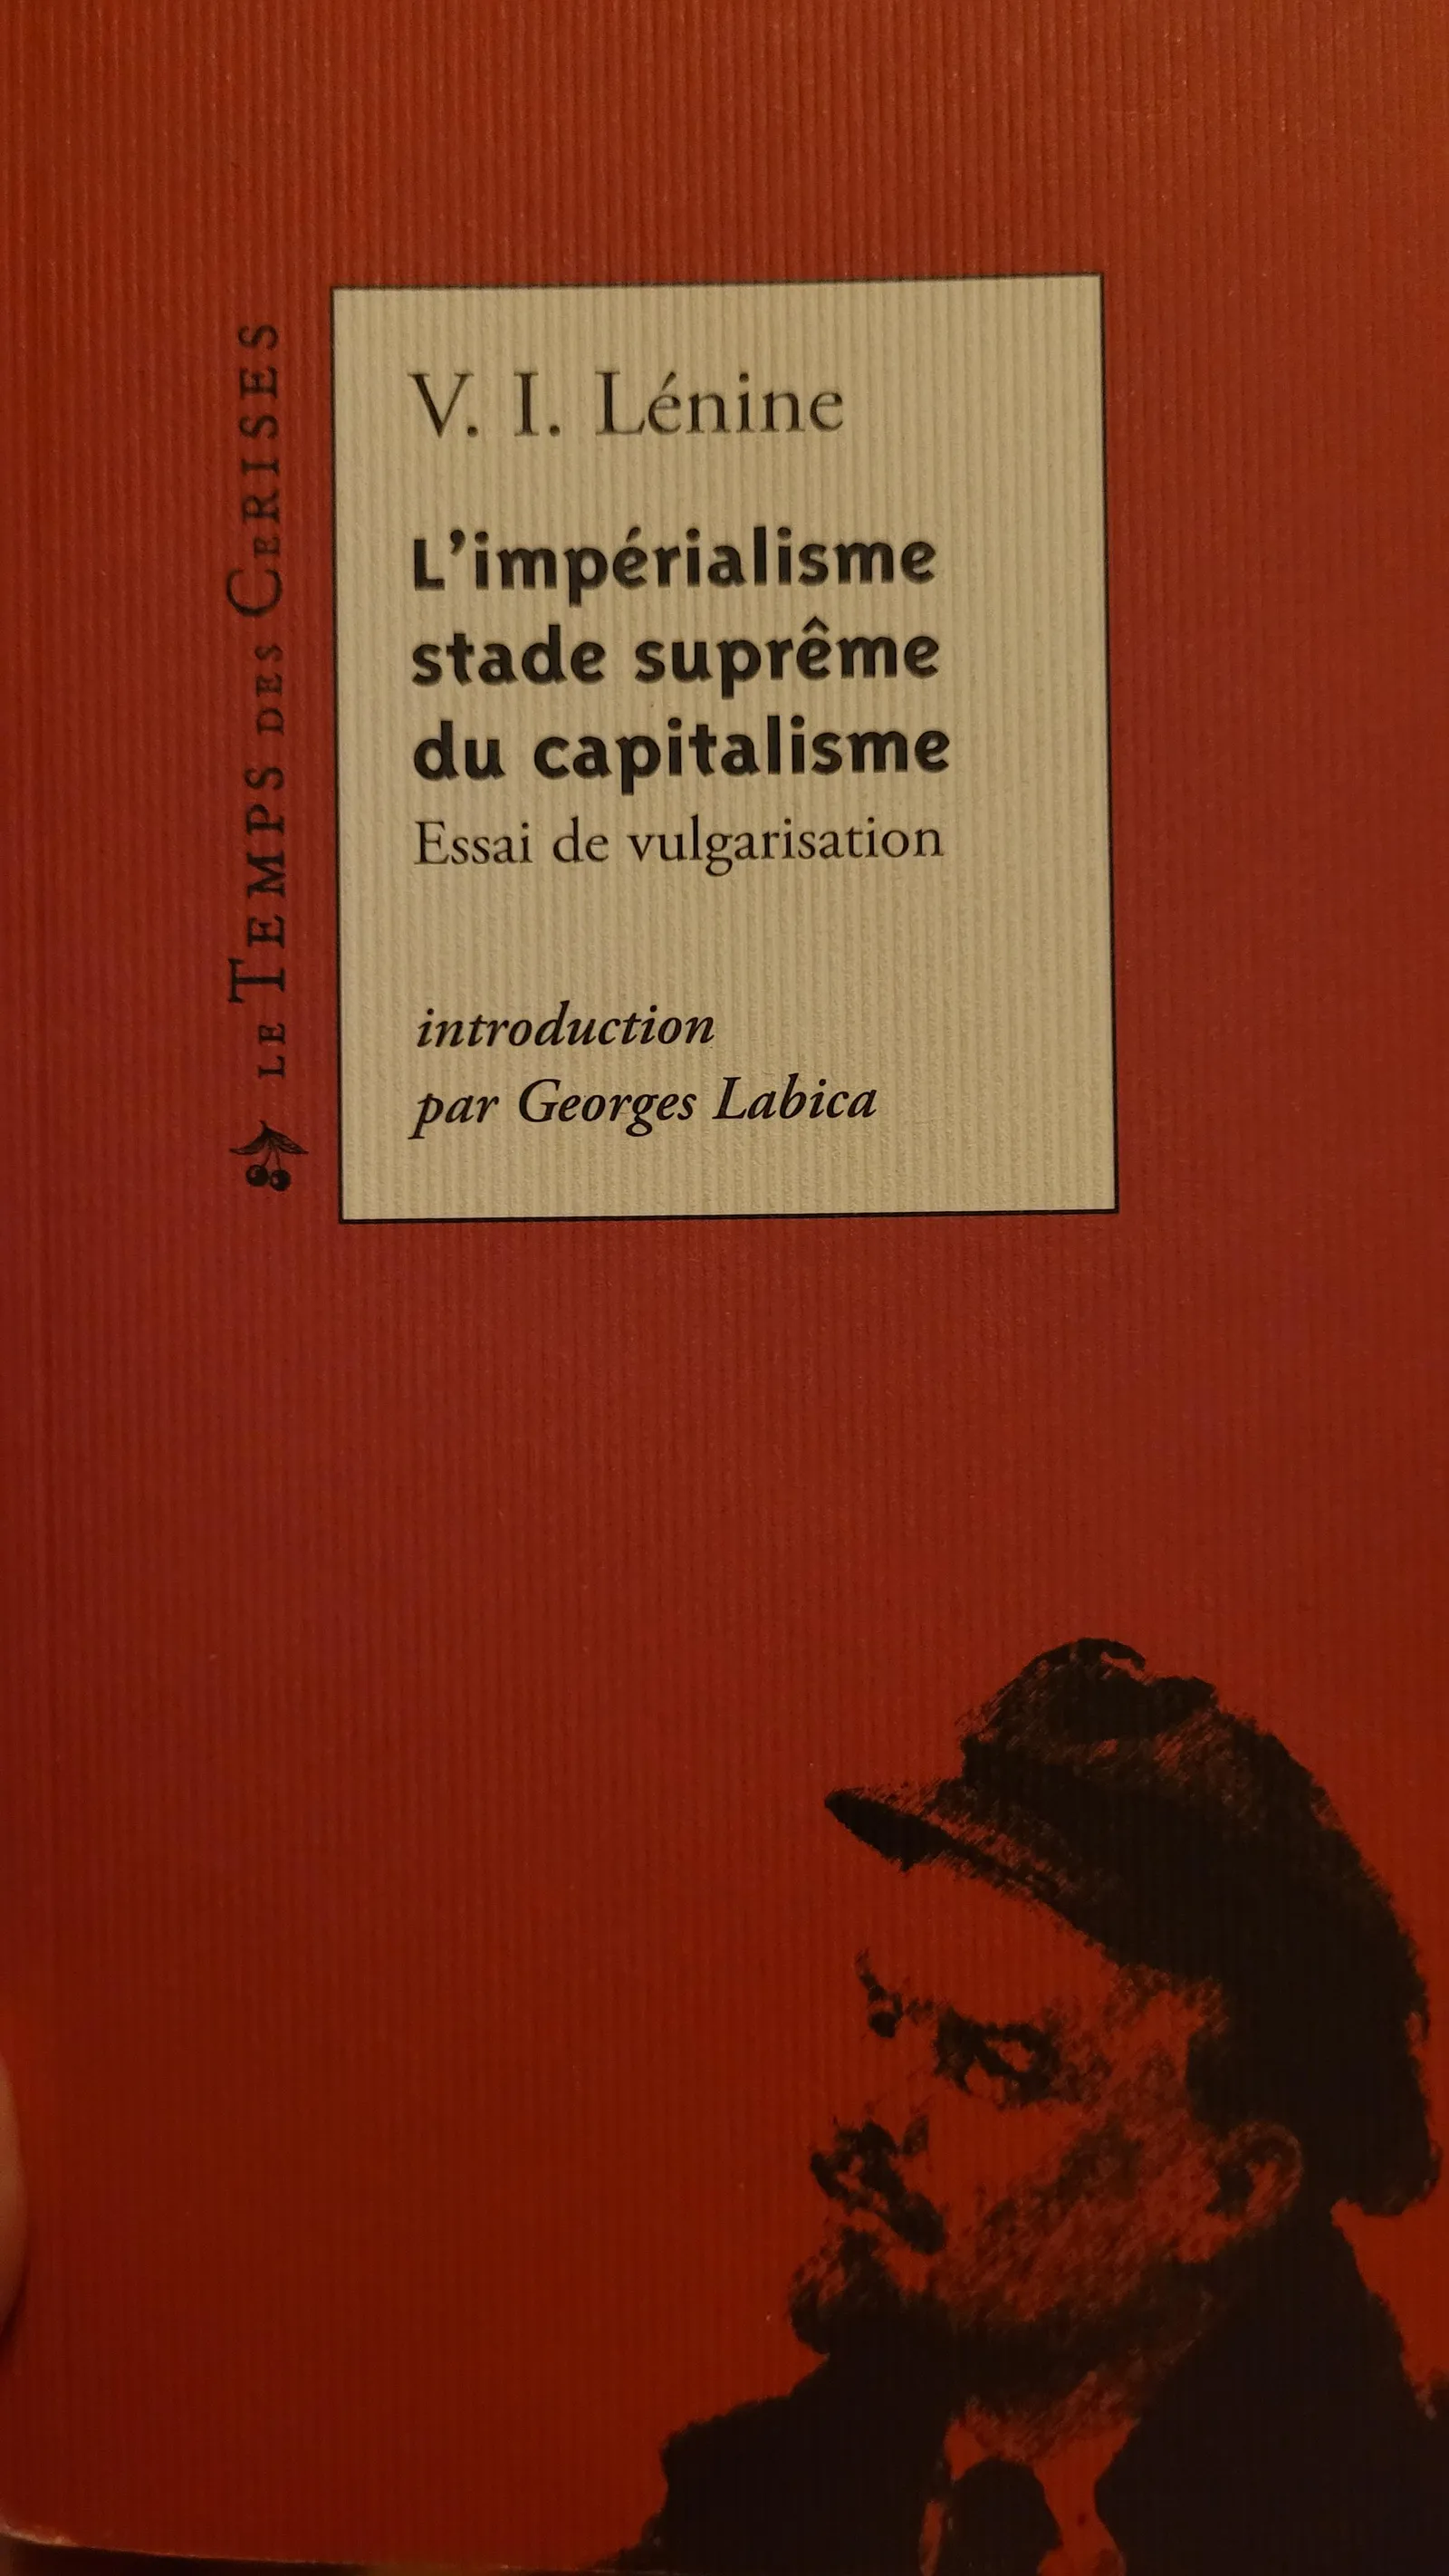 V. I. Lénine
L'impérialisme
stade suprême
du capitalisme
Essai de vulgarisation
introduction
par Georges Labica
LE TEMPS DES CERISES